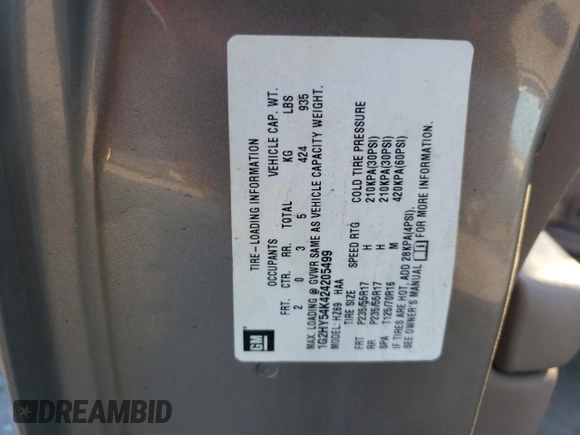 GM
TIRE-LOADING INFORMATION
OCCUPANTS VEHICLE CAP. WT.
FRT. CTR. RR. TOTAL KG LBS
2 0 3 5 424 935
MAX. LOADING @ GVWR SAME AS VEHICLE CAPACITY WEIGHT.
1G2HY54K424205499
MODEL: HZ69 HAA
TIRE SIZE SPEED RTG COLD TIRE PRESSURE
FRT P235/55R17 H 210KPA(30PSI)
RR P235/55R17 H 210KPA(30PSI)
SPA T125/70R16 M 420KPA(60PSI)
IF TIRES ARE HOT, ADD 28KPA(4PSI).
SEE OWNER'S MANUAL FOR MORE INFORMATION.
DREAMBID